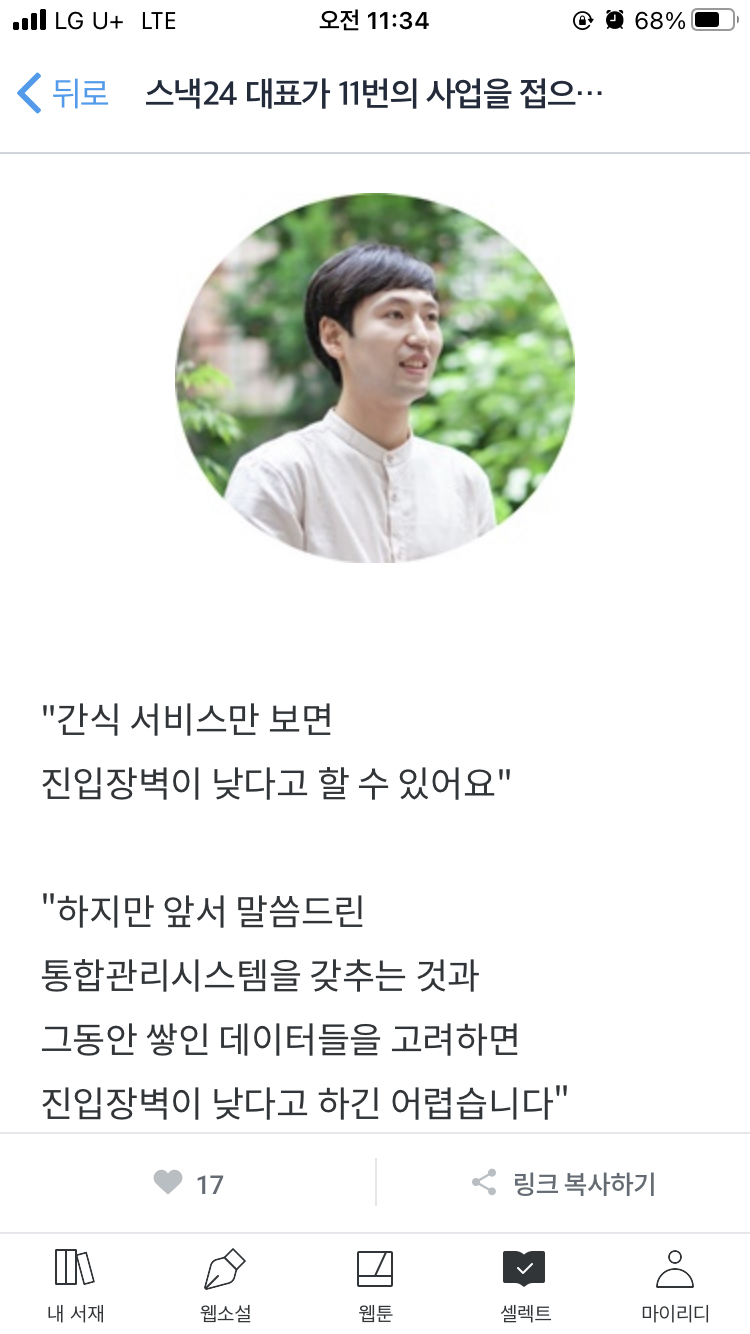 LG U+ LTE 오전 11:34 68%
뒤로 스낵24 대표가 11번의 사업을 접으…
"간식 서비스만 보면
진입장벽이 낮다고 할 수 있어요"
"하지만 앞서 말씀드린
통합관리시스템을 갖추는 것과
그동안 쌓인 데이터들을 고려하면
진입장벽이 낮다고 하긴 어렵습니다"
17 링크 복사하기
내 서재 웹소설 웹툰 셀렉트 마이리디